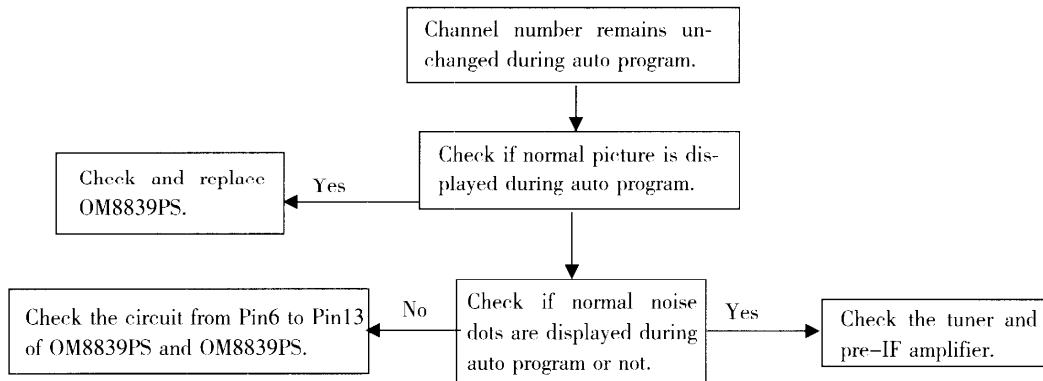 Channel number remains un-
changed during auto program.
Check if normal picture is dis-
played during auto program.
Yes
Check and replace
OM8839PS.
Check if normal noise
dots are displayed during
auto program or not.
No
Check the circuit from Pin6 to Pin13
of OM8839PS and OM8839PS.
Yes
Check the tuner and
pre-IF amplifier.